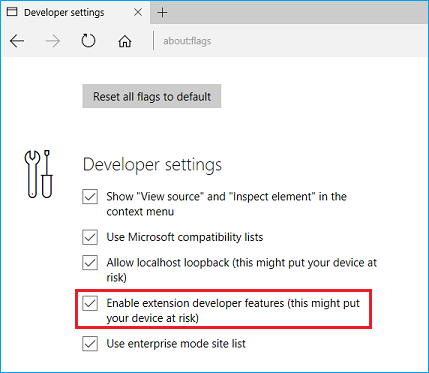 Developer settings
about:flags
Reset all flags to default
Developer settings
Show "View source" and "Inspect element" in the
context menu
Use Microsoft compatibility lists
Allow localhost loopback (this might put your device at
risk)
Enable extension developer features (this might put
your device at risk)
Use enterprise mode site list